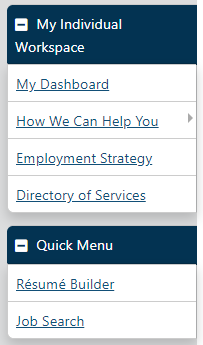 My Individual
Workspace
My Dashboard
How We Can Help You
Employment Strategy
Directory of Services
Quick Menu
Résumé Builder
Job Search